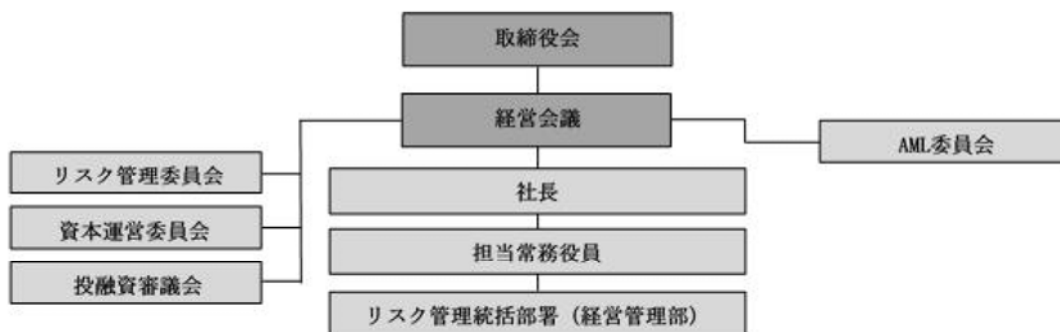 取締役会
経営会議
AML委員会
リスク管理委員会
社長
資本運営委員会
担当常務役員
投融資審議会
リスク管理統括部署（経営管理部）